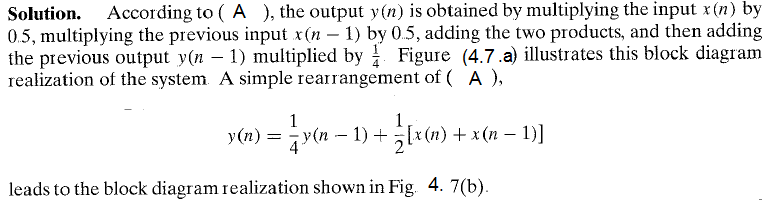 Solution. According to ( A ), the output y(n) is obtained by multiplying the input x(n) by
0.5, multiplying the previous input x(n − 1) by 0.5, adding the two products, and then adding
the previous output y(n − 1) multiplied by 1/4. Figure (4.7.a) illustrates this block diagram
realization of the system. A simple rearrangement of ( A ),
y(n) = 1/4 y(n − 1) + 1/2 [x(n) + x(n − 1)]
leads to the block diagram realization shown in Fig. 4. 7(b).